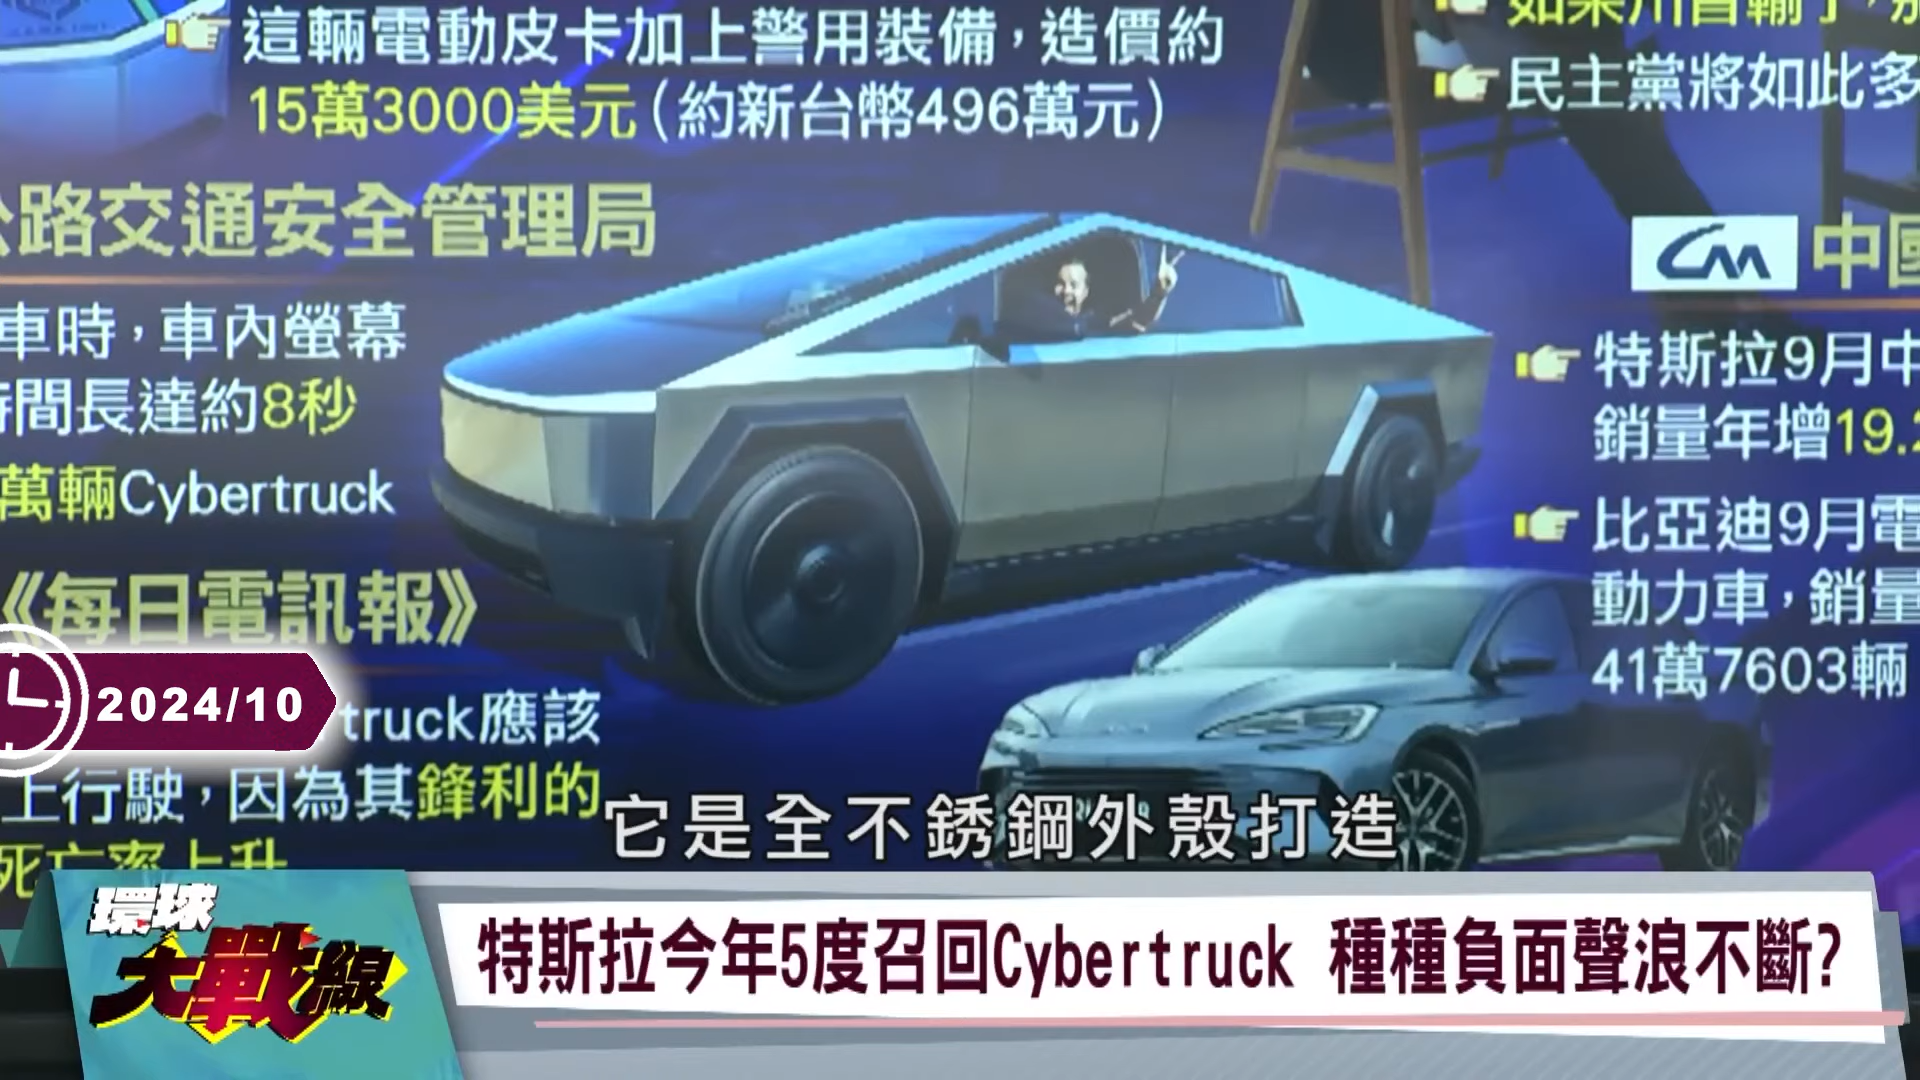 這輛電動皮卡加上警用裝備，造價約
15萬3000美元（約新台幣496萬元）
公路交通安全管理局
車時，車內螢幕
時間長達約8秒
萬輛Cybertruck
《每日電訊報》
truck應該
上行駛，因為其鋒利的
死亡率上升
民主黨將如此多
CM 中國
特斯拉9月中
銷量年增19.2
比亞迪9月電
動力車，銷量
41萬7603輛
2024/10
它是全不銹鋼外殼打造
環球
大戰線
特斯拉今年5度召回Cybertruck 種種負面聲浪不斷?